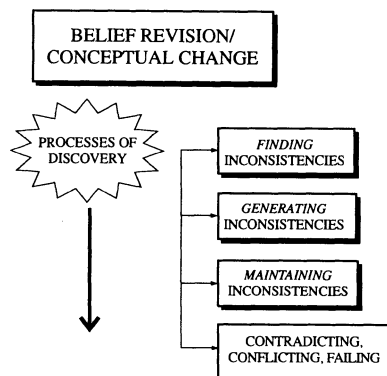 BELIEF REVISION/
CONCEPTUAL CHANGE
PROCESSES OF
DISCOVERY
FINDING
INCONSISTENCIES
GENERATING
INCONSISTENCIES
MAINTAINING
INCONSISTENCIES
CONTRADICTING,
CONFLICTING, FAILING